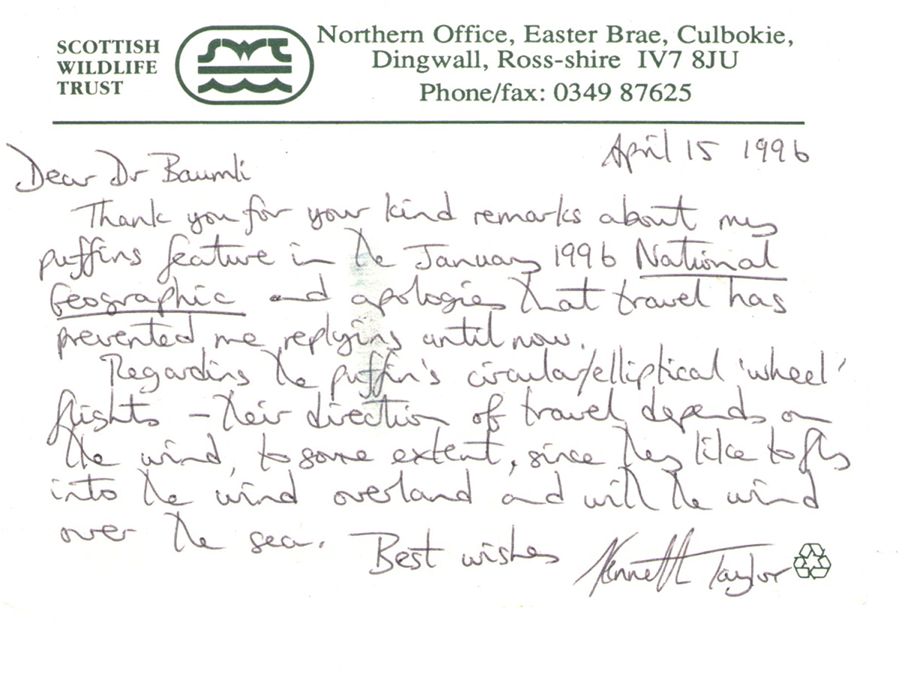 SCOTTISH
WILDLIFE
TRUST
SWT
Northern Office, Easter Brae, Culbokie,
Dingwall, Ross-shire IV7 8JU
Phone/fax: 0349 87625
April 15 1996
Dear Dr Baumli
Thank you for your kind remarks about my
puffins feature in the January 1996 National
Geographic and apologies that travel has
prevented me replying until now.
Regarding the puffin's circular/elliptical 'wheel'
flights – their direction of travel depends on
the wind, to some extent, since they like to fly
into the wind overland and with the wind
over the sea.
Best wishes
Kenneth Taylor